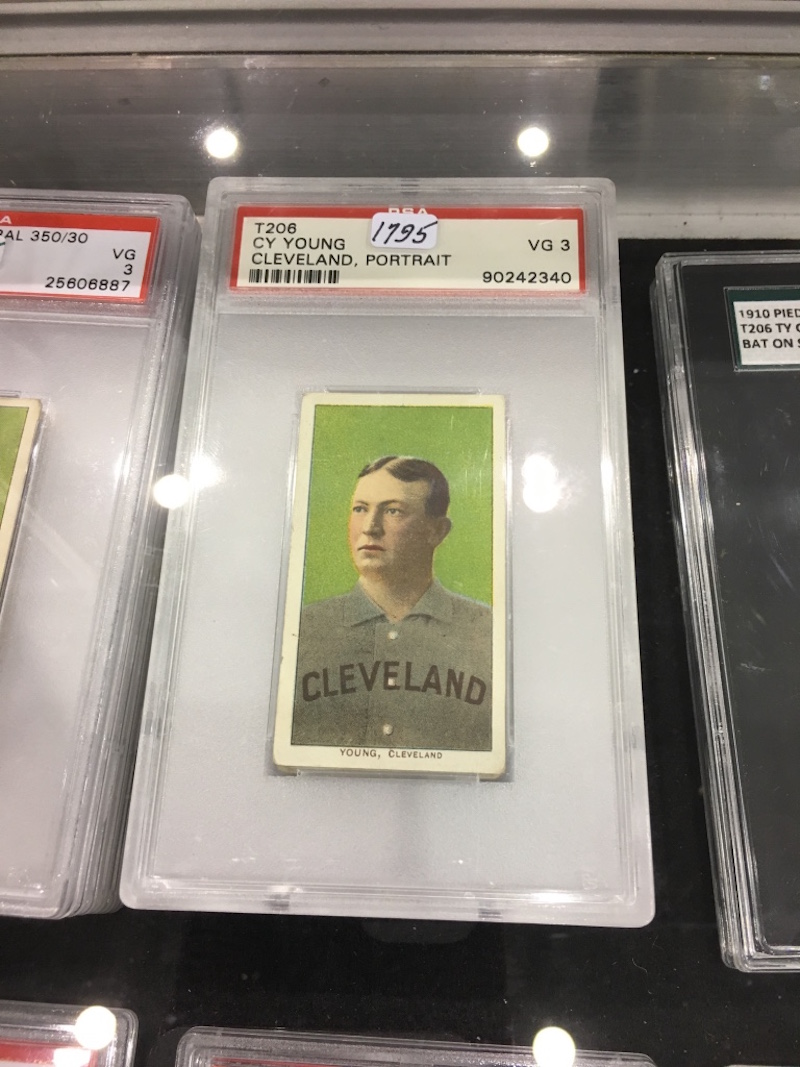 A
PAL 350/30
VG
3
25606887
PSA
T206
1795
CY YOUNG
VG 3
CLEVELAND, PORTRAIT
90242340
CLEVELAND
YOUNG, CLEVELAND
1910 PIED
T206 TY
BAT ON